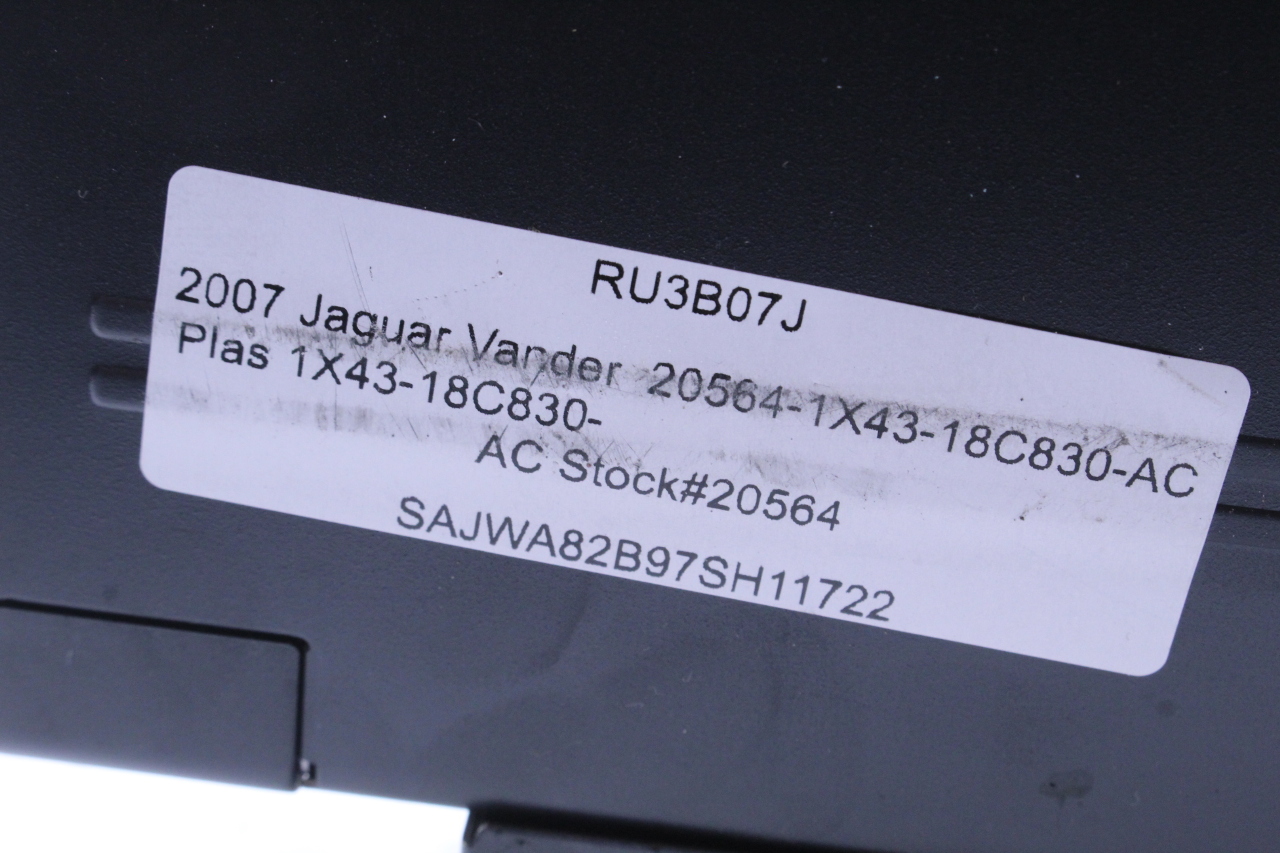 RU3B07J
2007 Jaguar Vander 20564-1X43-18C830-AC
Plas 1X43-18C830-
AC Stock#20564
SAJWA82B97SH11722